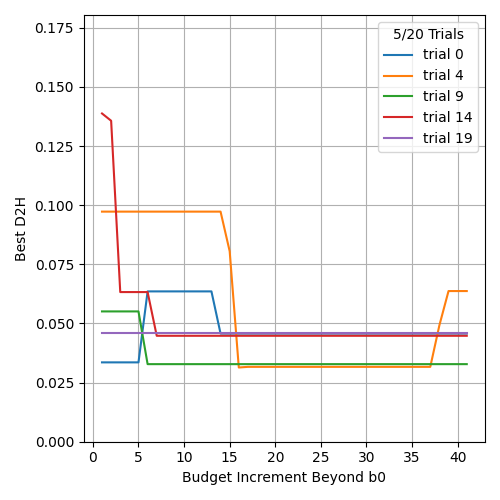 0.175
0.150
0.125
0.100
0.075
0.050
0.025
0.000
Best D2H
5/20 Trials
trial 0
trial 4
trial 9
trial 14
trial 19
0 5 10 15 20 25 30 35 40
Budget Increment Beyond b0